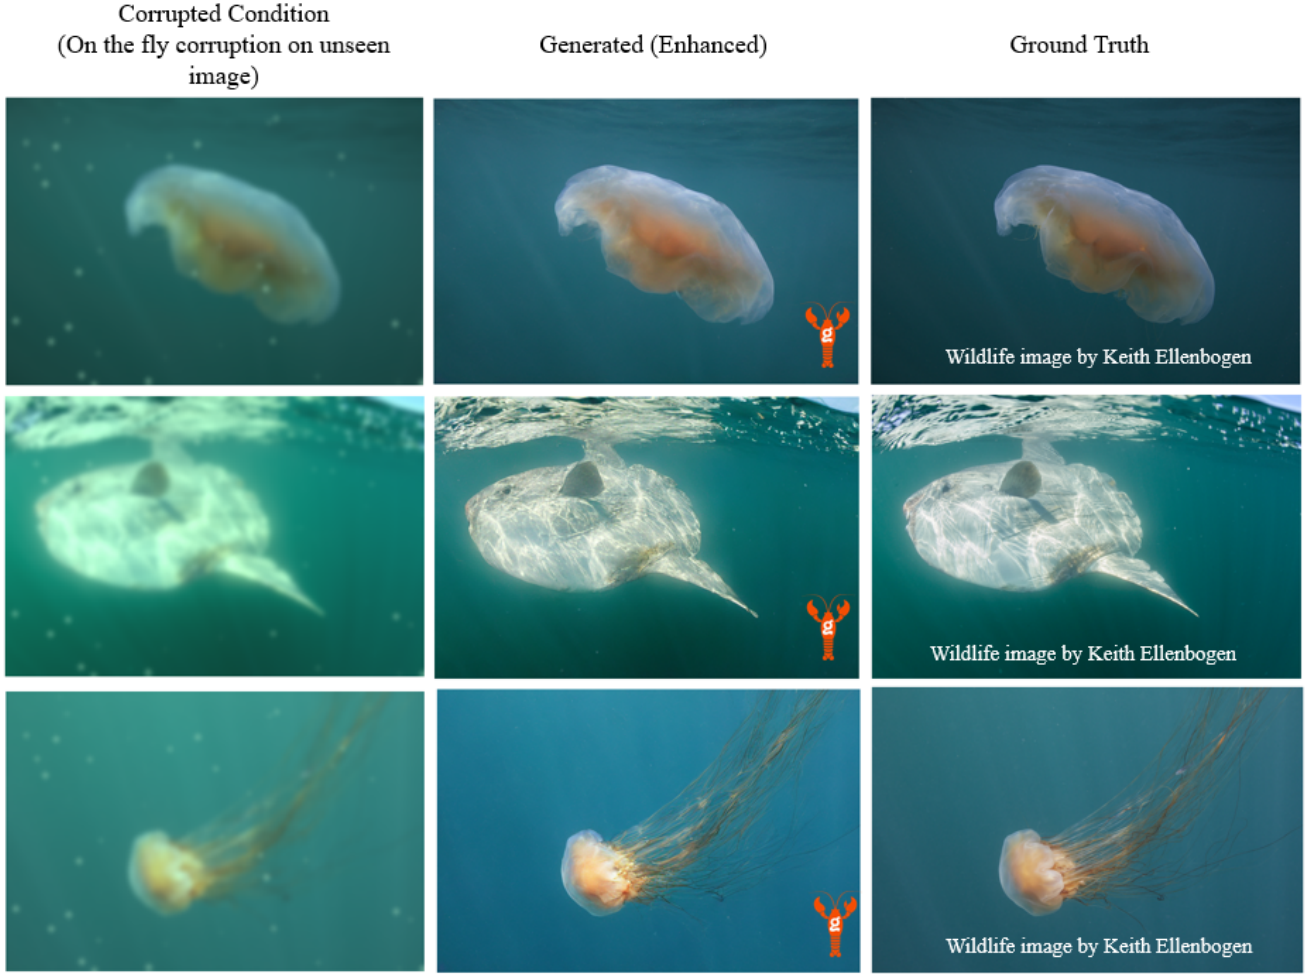 Corrupted Condition
(On the fly corruption on unseen
image)
Generated (Enhanced)
Ground Truth
Wildlife image by Keith Ellenbogen
Wildlife image by Keith Ellenbogen
Wildlife image by Keith Ellenbogen